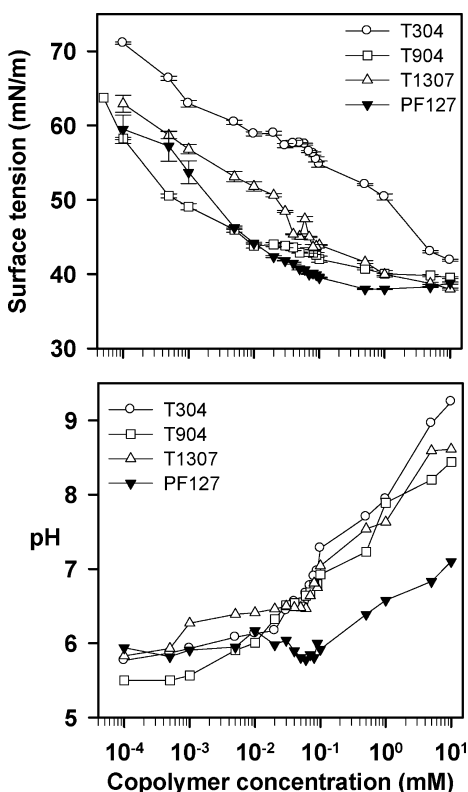 T304
T904
T1307
PF127
Surface tension (mN/m)
70
60
50
40
30
T304
T904
T1307
PF127
pH
9
8
7
6
5
10-4 10-3 10-2 10-1 100 101
Copolymer concentration (mM)